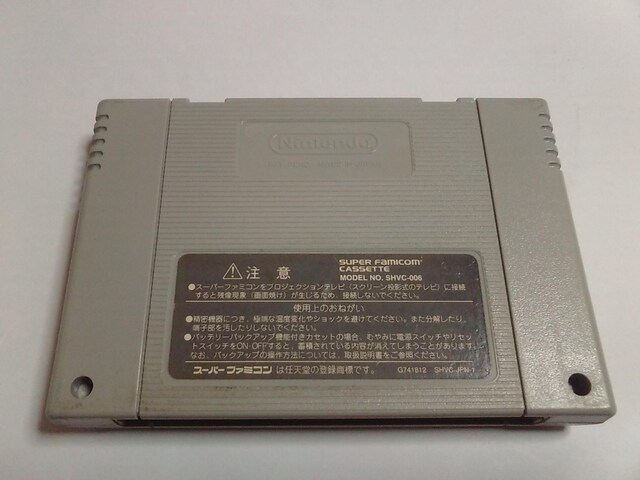 Nintendo
注意
SUPER FAMICOM
CASSETTE
MODEL NO. SHVC-006
●スーパーファミコンをプロジェクションテレビ（スクリーン投影式のテレビ）に接続
すると残像現象（画面焼け）が生じるため、接続しないでください。
使用上のおねがい
●精密機器につき、極端な温度変化やショックを避けてください。また分解したり、
端子部を汚したりしないでください。
●バッテリーバックアップ機能付きカセットの場合、むやみに電源スイッチやリセッ
トスイッチをON・OFFすると、蓄積されている内容が消えてしまうことがあります。
なお、バックアップの操作方法については、取扱説明書をご参照ください。
スーパーファミコンは任天堂の登録商標です。
G741812 SHVC-JPN-1